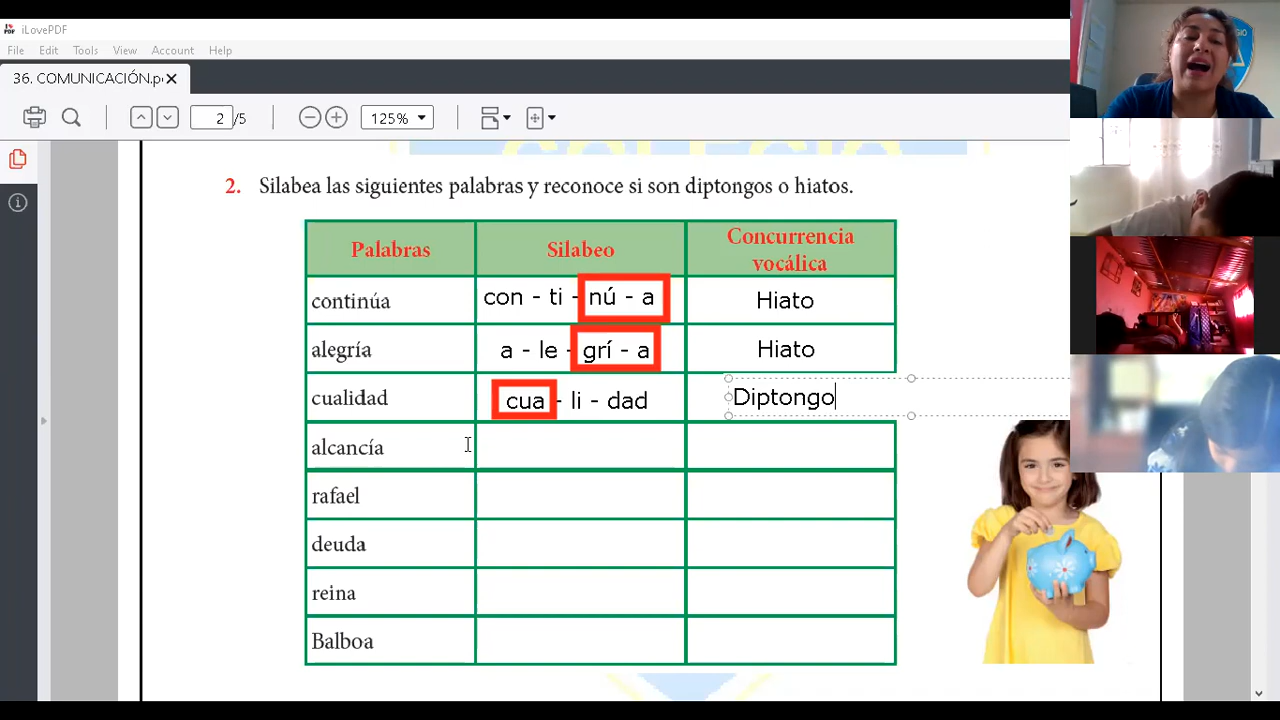 iLovePDF
File Edit Tools View Account Help
36. COMUNICACIÓN.p
2 /5 125%
COLEGIO
2. Silabea las siguientes palabras y reconoce si son diptongos o hiatos.
Palabras Silabeo Concurrencia
vocálica
continúa con - ti - nú - a Hiato
alegría a - le - grí - a Hiato
cualidad cua - li - dad Diptongo
alcancía
rafael
deuda
reina
Balboa